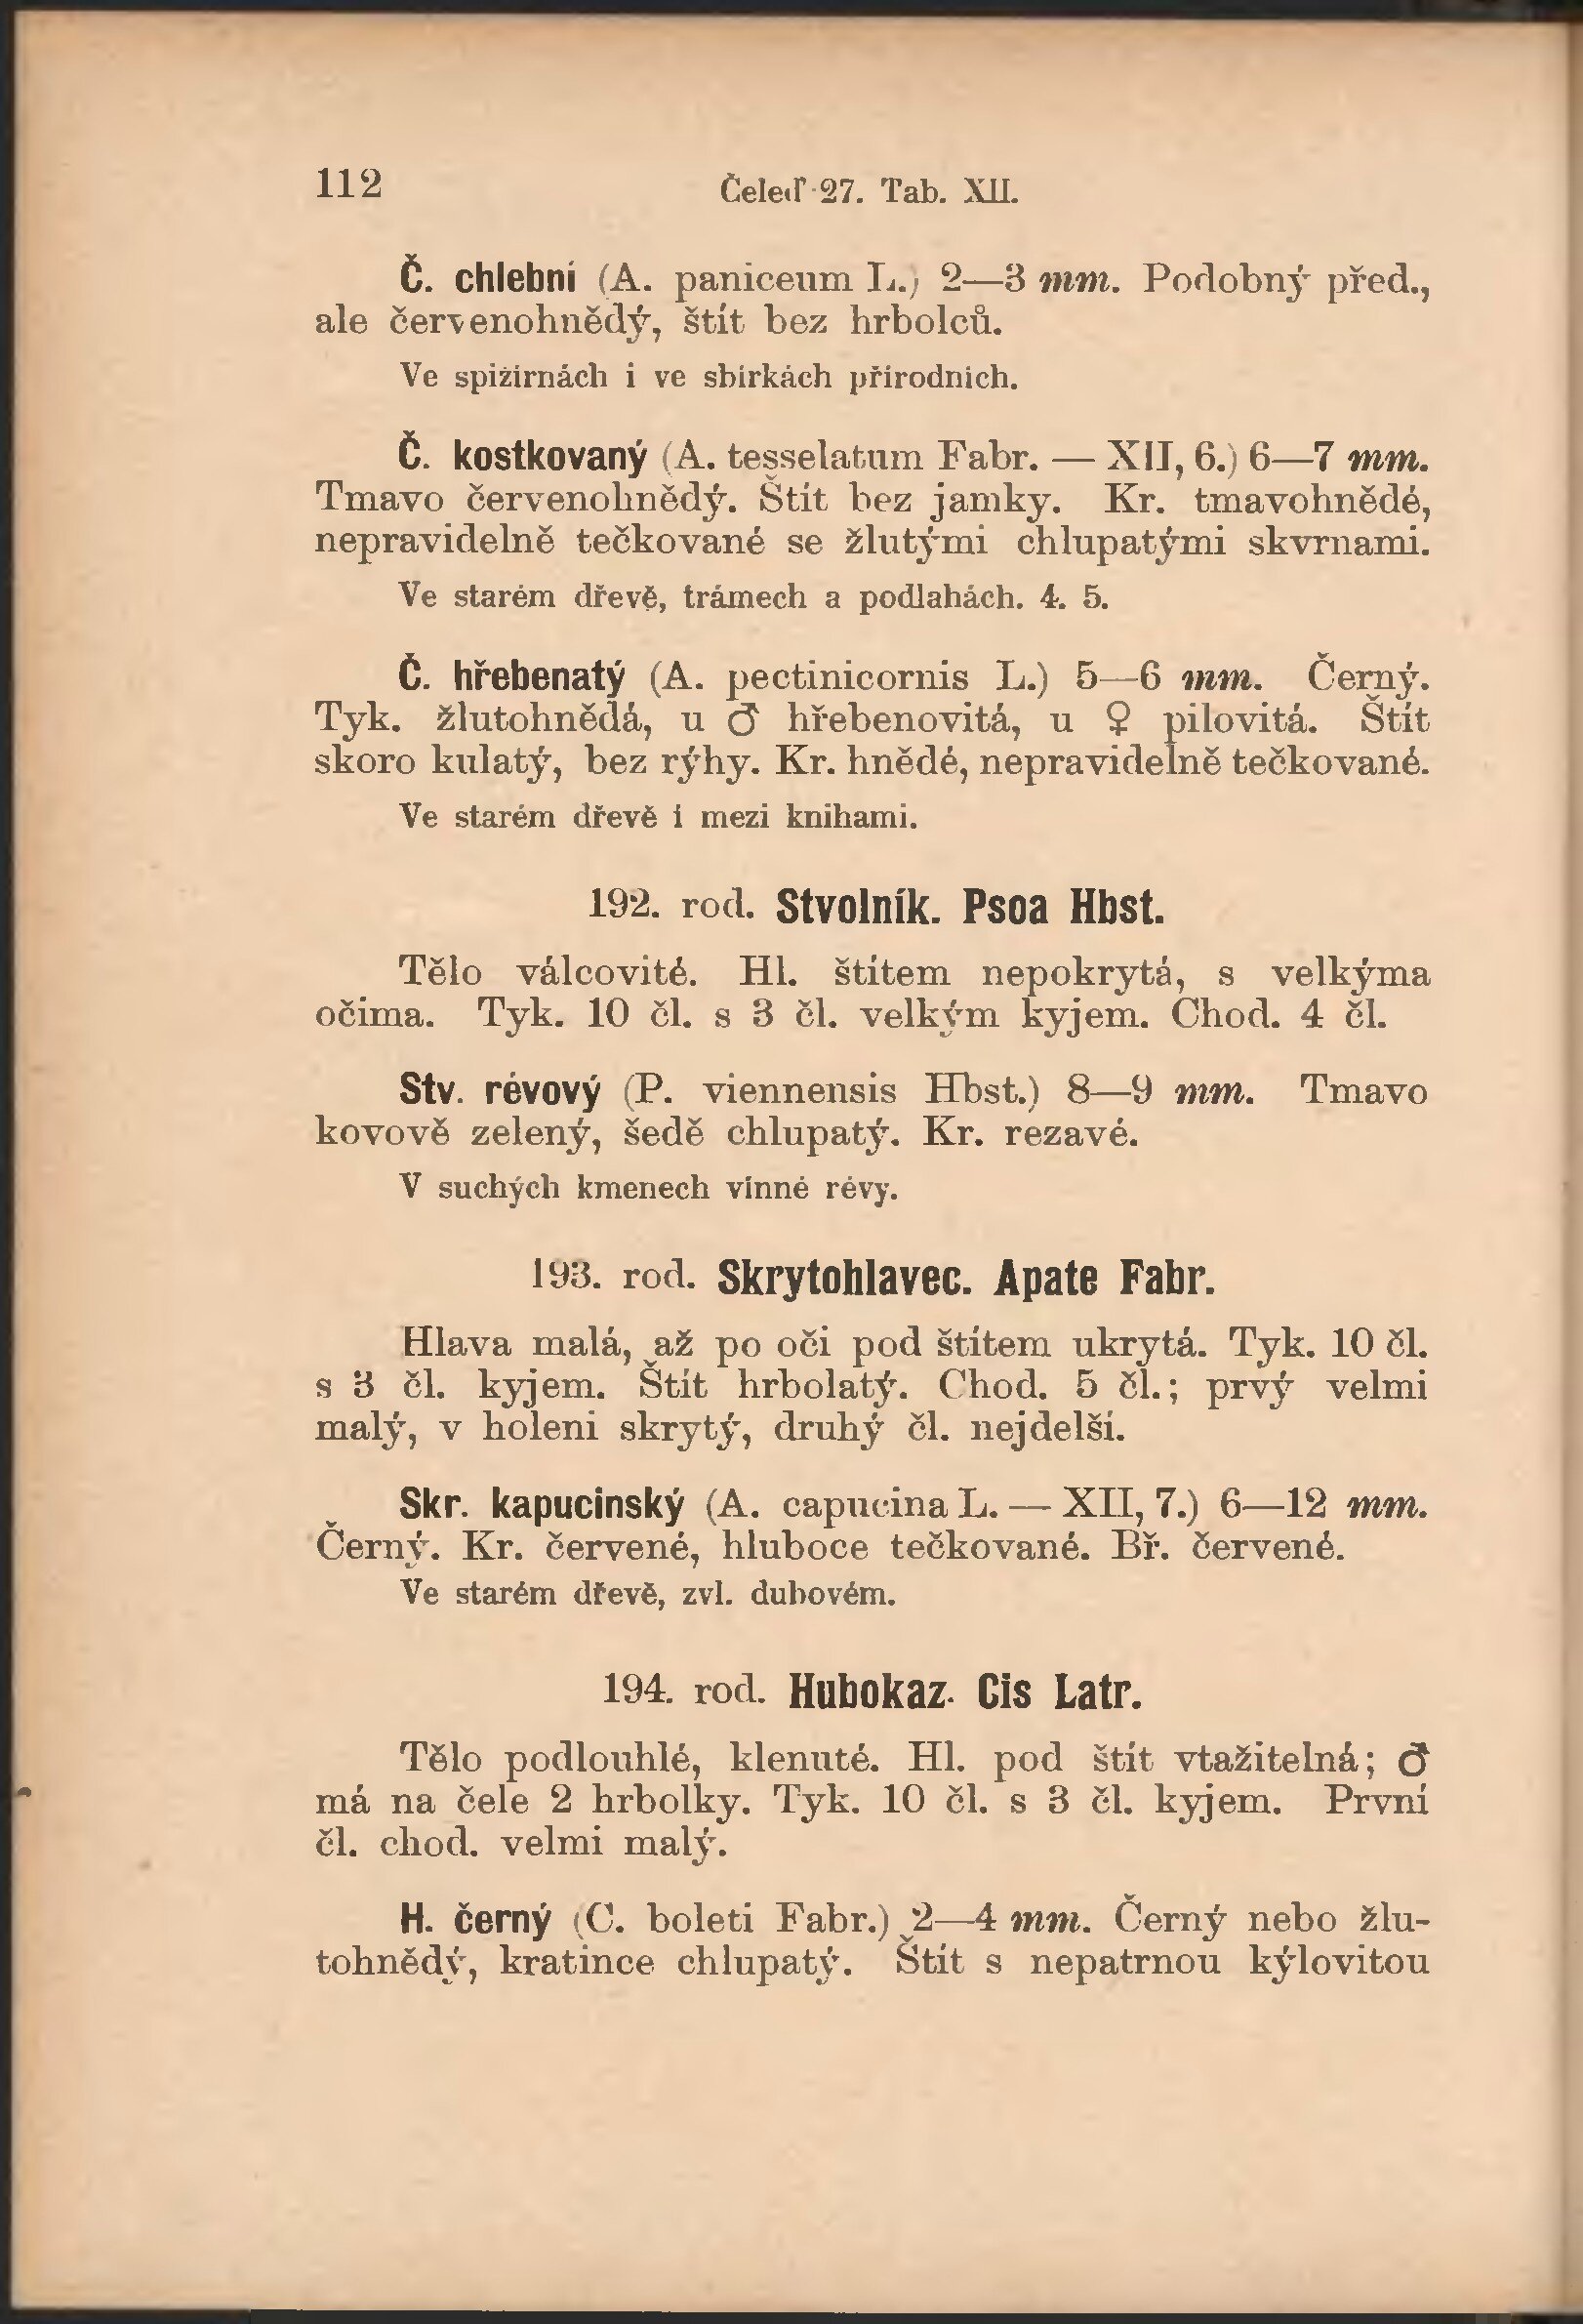 112
Čeleď 27. Tab. XII.
Č. chlební (A. paniceum L.) 2—3 mm. Podobný před.,
ale červenohnědý, štít bez hrbolců.
Ve spižírnách i ve sbírkách přírodních.
Č. kostkovaný (A. tesselatum Fabr. — XII, 6.) 6—7 mm.
Tmavo červenohnědý. Štít bez jamky. Kr. tmavohnědé,
nepravidelně tečkované se žlutými chlupatými skvrnami.
Ve starém dřevě, trámech a podlahách. 4. 5.
Č. hřebenatý (A. pectinicornis L.) 5—6 mm. Černý.
Tyk. žlutohnědá, u ♂ hřebenovitá, u ♀ pilovitá. Štít
skoro kulatý, bez rýhy. Kr. hnědé, nepravidelně tečkované.
Ve starém dřevě i mezi knihami.
192. rod. Stvolník. Psoa Hbst.
Tělo válcovité. Hl. štítem nepokrytá, s velkýma
očima. Tyk. 10 čl. s 3 čl. velkým kyjem. Chod. 4 čl.
Stv. révový (P. viennensis Hbst.) 8—9 mm. Tmavo
kovově zelený, šedě chlupatý. Kr. rezavé.
V suchých kmenech vinné révy.
193. rod. Skrytohlavec. Apate Fabr.
Hlava malá, až po oči pod štítem ukrytá. Tyk. 10 čl.
s 3 čl. kyjem. Štít hrbolatý. Chod. 5 čl.; prvý velmi
malý, v holeni skrytý, druhý čl. nejdelší.
Skr. kapucinský (A. capucina L. — XII, 7.) 6—12 mm.
Černý. Kr. červené, hluboce tečkované. Bř. červené.
Ve starém dřevě, zvl. dubovém.
194. rod. Hubokaz. Cis Latr.
Tělo podlouhlé, klenuté. Hl. pod štít vtažitelná; ♂
má na čele 2 hrbolky. Tyk. 10 čl. s 3 čl. kyjem. První
čl. chod. velmi malý.
H. černý (C. boleti Fabr.) 2—4 mm. Černý nebo žlu-
tohnědý, kratince chlupatý. Štít s nepatrnou kýlovitou